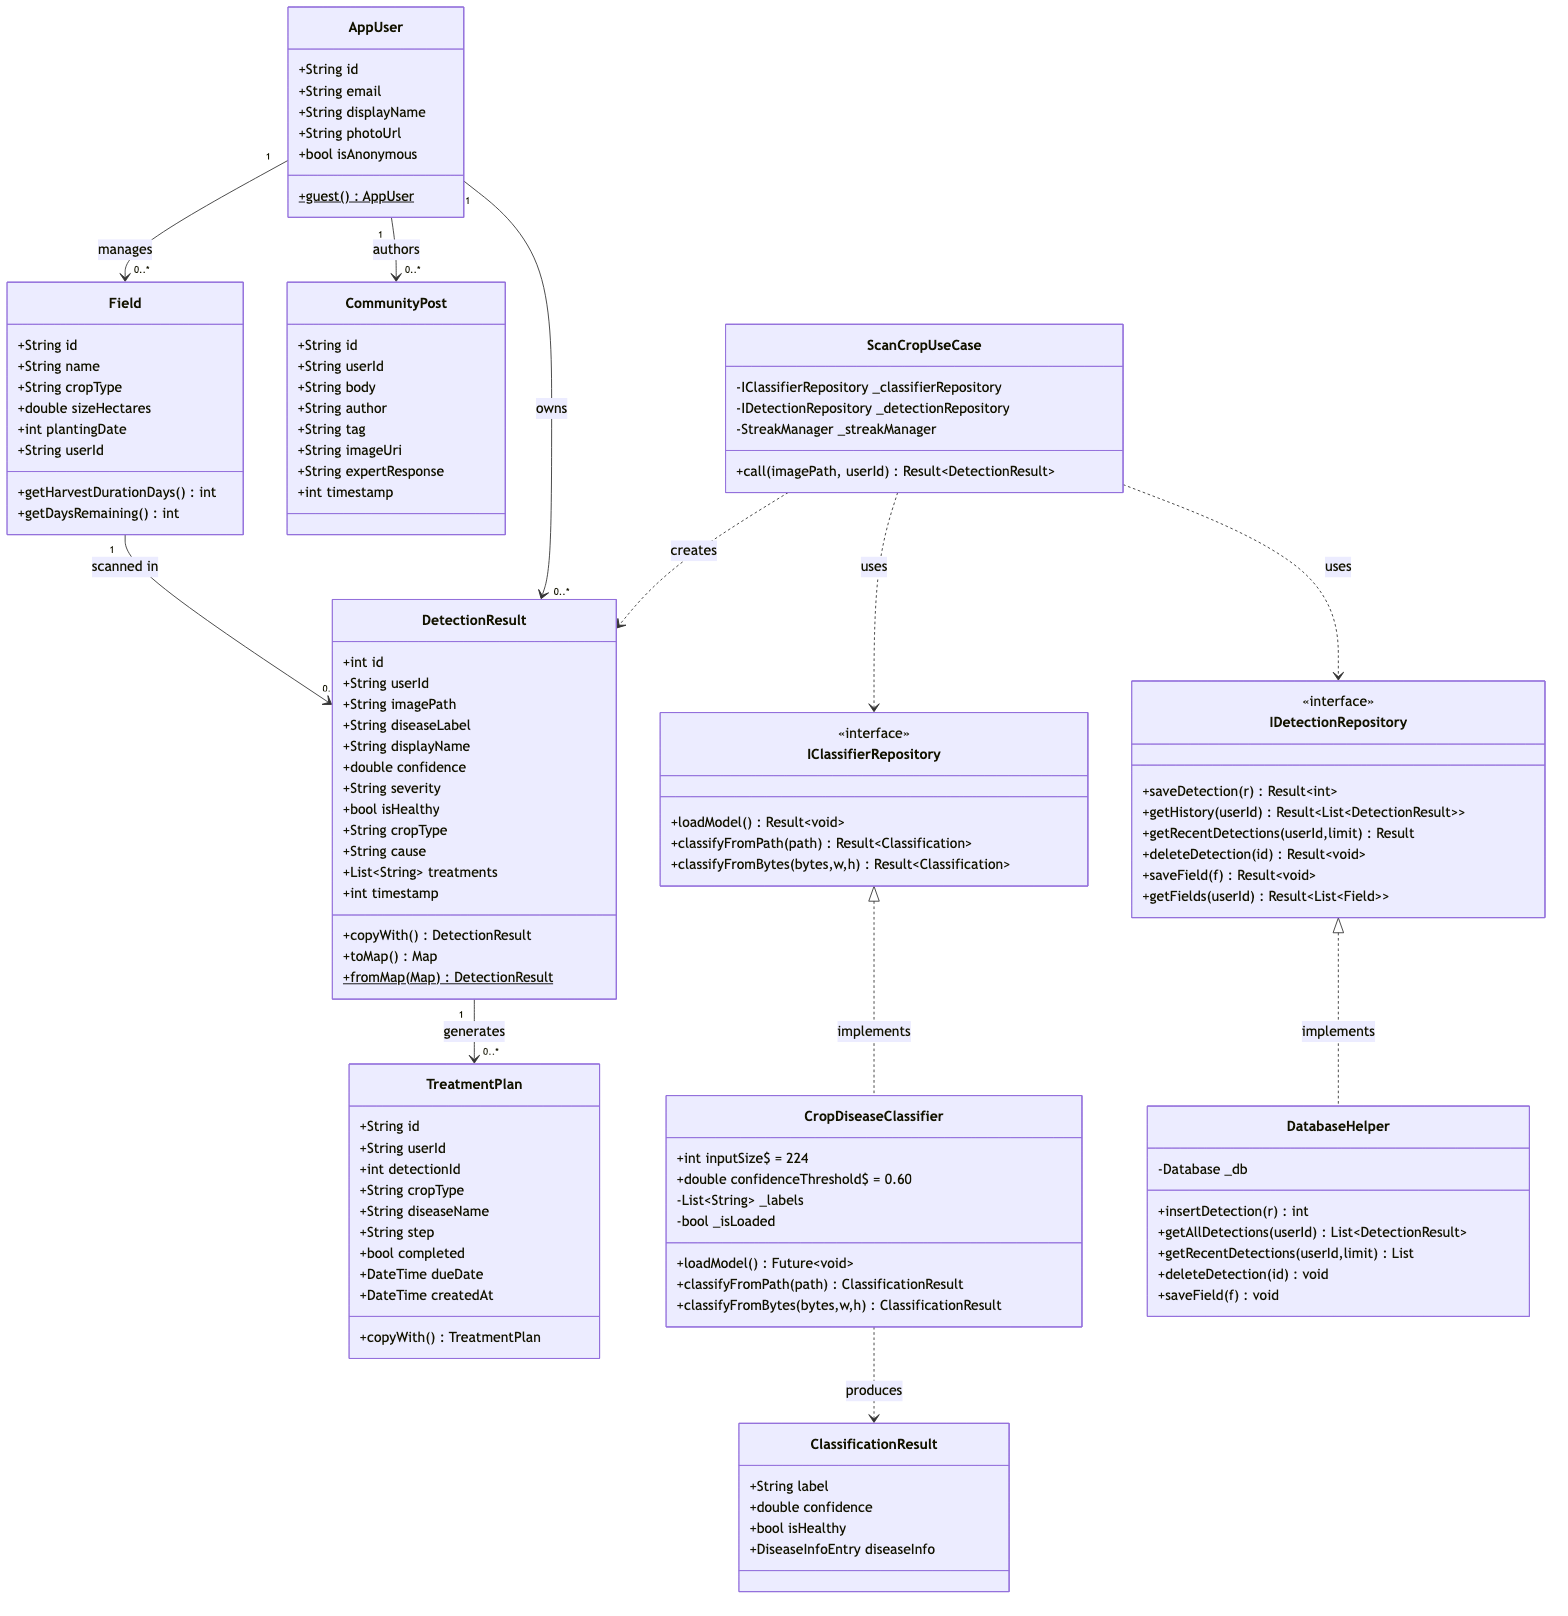 AppUser
+String id
+String email
+String displayName
+String photoUrl
+bool isAnonymous
+guest() : AppUser
1
1
1
manages
authors
0..*
0..*
owns
Field
+String id
+String name
+String cropType
+double sizeHectares
+int plantingDate
+String userId
+getHarvestDurationDays() : int
+getDaysRemaining() : int
CommunityPost
+String id
+String userId
+String body
+String author
+String tag
+String imageUri
+String expertResponse
+int timestamp
ScanCropUseCase
-IClassifierRepository _classifierRepository
-IDetectionRepository _detectionRepository
-StreakManager _streakManager
+call(imagePath, userId) : Result<DetectionResult>
1
scanned in
creates
uses
uses
0..*
0.
DetectionResult
+int id
+String userId
+String imagePath
+String diseaseLabel
+String displayName
+double confidence
+String severity
+bool isHealthy
+String cropType
+String cause
+List<String> treatments
+int timestamp
+copyWith() : DetectionResult
+toMap() : Map
+fromMap(Map) : DetectionResult
«interface»
IClassifierRepository
+loadModel() : Result<void>
+classifyFromPath(path) : Result<Classification>
+classifyFromBytes(bytes,w,h) : Result<Classification>
«interface»
IDetectionRepository
+saveDetection(r) : Result<int>
+getHistory(userId) : Result<List<DetectionResult>>
+getRecentDetections(userId,limit) : Result
+deleteDetection(id) : Result<void>
+saveField(f) : Result<void>
+getFields(userId) : Result<List<Field>>
1
generates
0..*
implements
implements
TreatmentPlan
+String id
+String userId
+int detectionId
+String cropType
+String diseaseName
+String step
+bool completed
+DateTime dueDate
+DateTime createdAt
+copyWith() : TreatmentPlan
CropDiseaseClassifier
+int inputSize$ = 224
+double confidenceThreshold$ = 0.60
-List<String> _labels
-bool _isLoaded
+loadModel() : Future<void>
+classifyFromPath(path) : ClassificationResult
+classifyFromBytes(bytes,w,h) : ClassificationResult
DatabaseHelper
-Database _db
+insertDetection(r) : int
+getAllDetections(userId) : List<DetectionResult>
+getRecentDetections(userId,limit) : List
+deleteDetection(id) : void
+saveField(f) : void
produces
ClassificationResult
+String label
+double confidence
+bool isHealthy
+DiseaseInfoEntry diseaseInfo